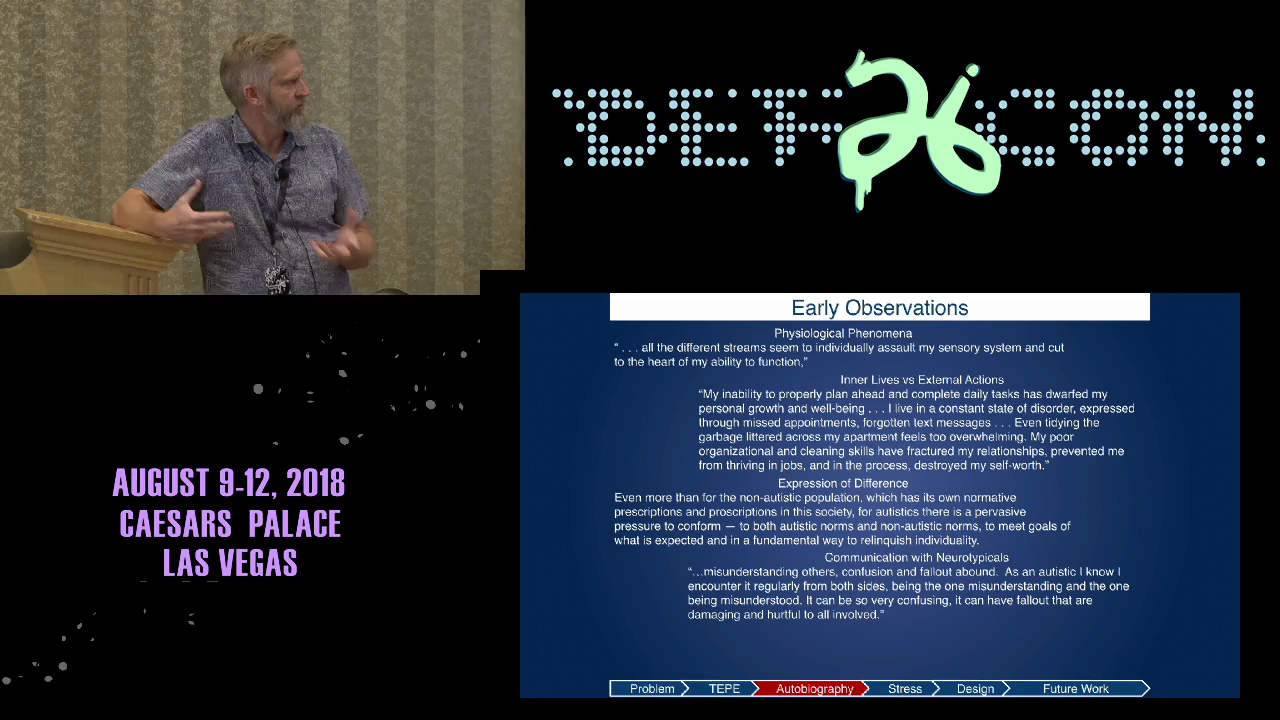 DEF 26 CON
AUGUST 9-12, 2018
CAESARS PALACE
LAS VEGAS
Early Observations
Physiological Phenomena
“ . . . all the different streams seem to individually assault my sensory system and cut
to the heart of my ability to function,”
Inner Lives vs External Actions
“My inability to properly plan ahead and complete daily tasks has dwarfed my
personal growth and well-being . . . I live in a constant state of disorder, expressed
through missed appointments, forgotten text messages . . . Even tidying the
garbage littered across my apartment feels too overwhelming. My poor
organizational and cleaning skills have fractured my relationships, prevented me
from thriving in jobs, and in the process, destroyed my self-worth.”
Expression of Difference
Even more than for the non-autistic population, which has its own normative
prescriptions and proscriptions in this society, for autistics there is a pervasive
pressure to conform — to both autistic norms and non-autistic norms, to meet goals of
what is expected and in a fundamental way to relinquish individuality.
Communication with Neurotypicals
“…misunderstanding others, confusion and fallout abound. As an autistic I know I
encounter it regularly from both sides, being the one misunderstanding and the one
being misunderstood. It can be so very confusing, it can have fallout that are
damaging and hurtful to all involved.”
Problem TEPE Autobiography Stress Design Future Work